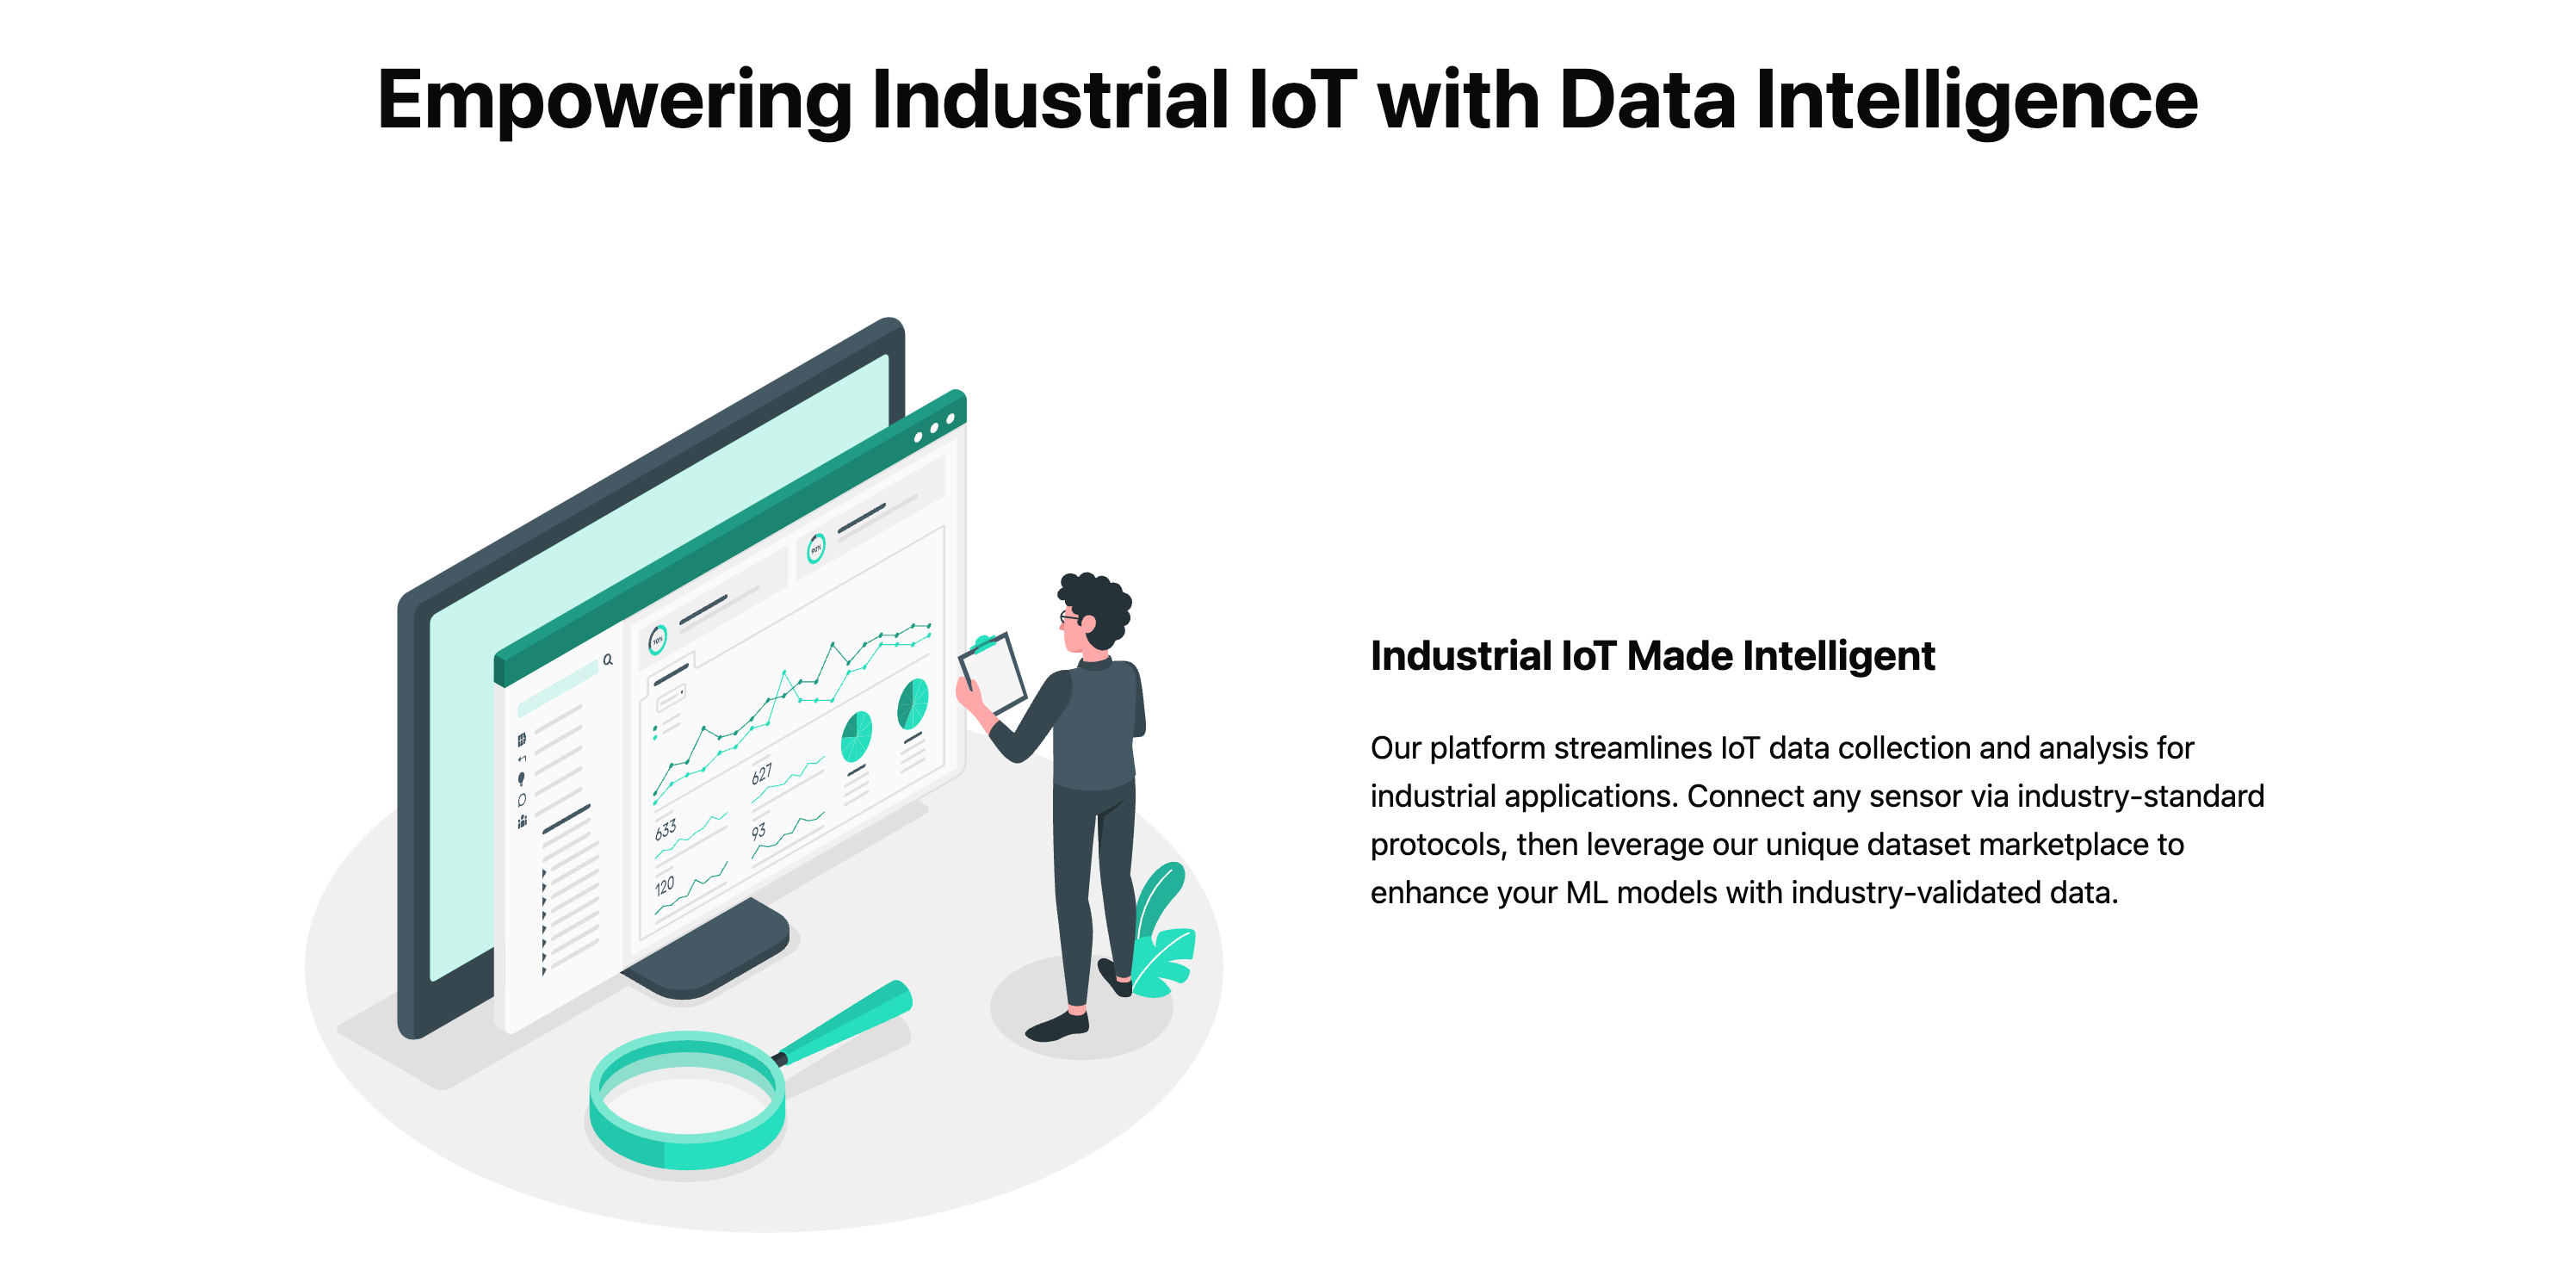 Empowering Industrial IoT with Data Intelligence
90%
70%
627
633
93
120
Industrial IoT Made Intelligent
Our platform streamlines IoT data collection and analysis for
industrial applications. Connect any sensor via industry-standard
protocols, then leverage our unique dataset marketplace to
enhance your ML models with industry-validated data.